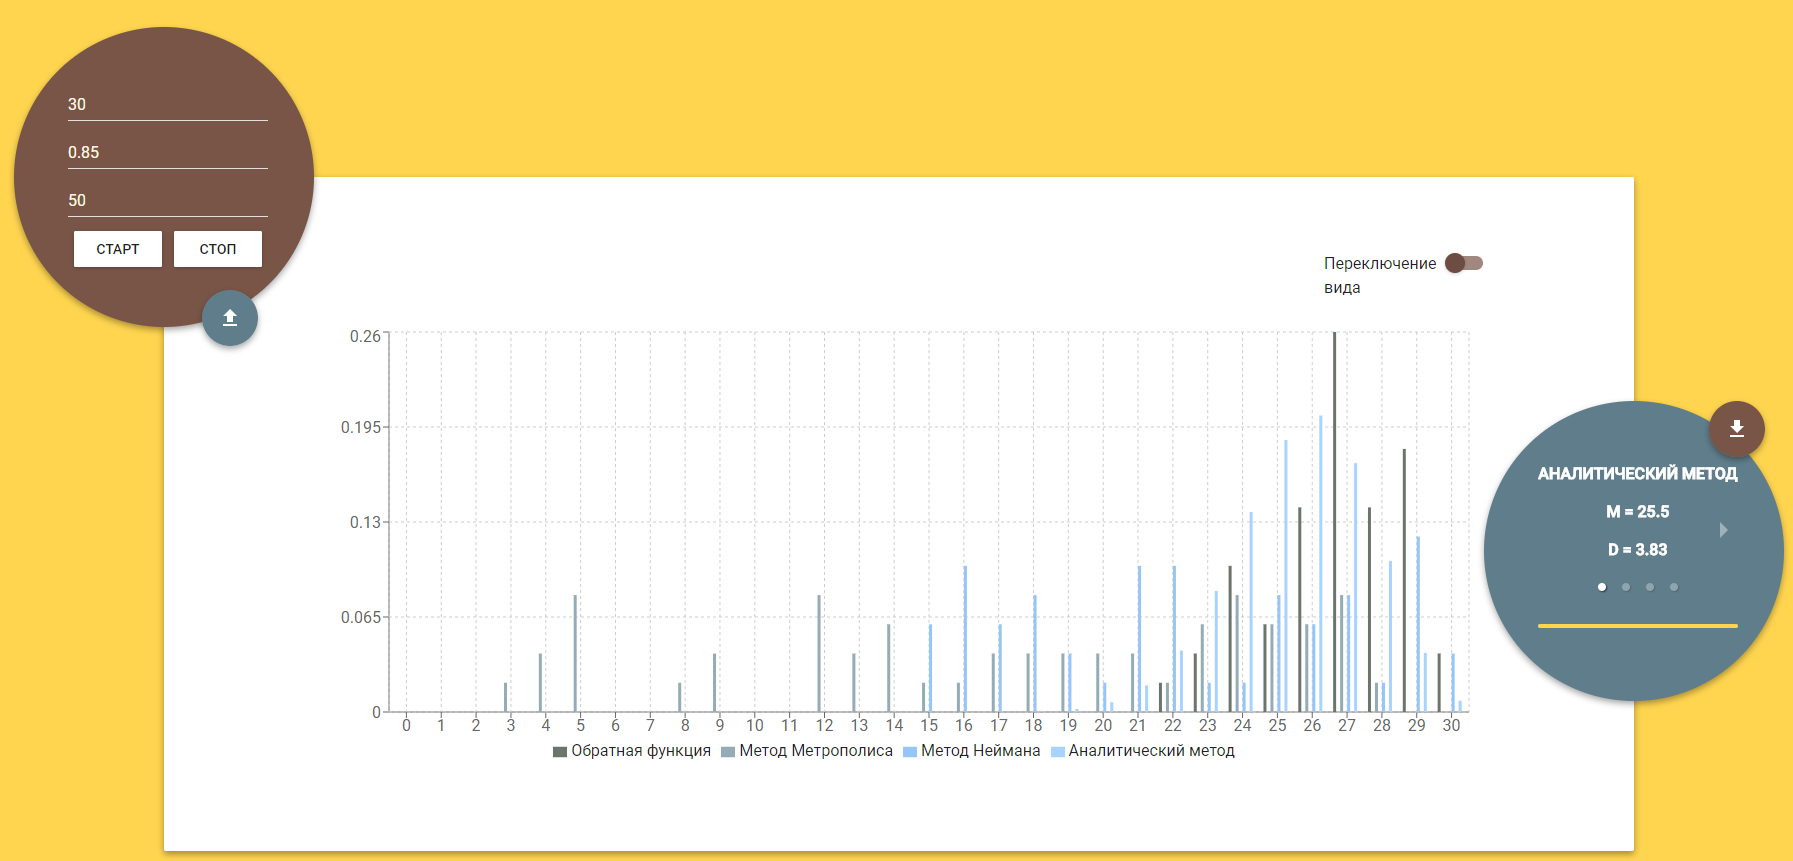 30
0.85
50
СТАРТ СТОП
Переключение
вида
0.26
0.195
0.13
0.065
0
0 1 2 3 4 5 6 7 8 9 10 11 12 13 14 15 16 17 18 19 20 21 22 23 24 25 26 27 28 29 30
Обратная функция Метод Метрополиса Метод Неймана Аналитический метод
АНАЛИТИЧЕСКИЙ МЕТОД
M = 25.5
D = 3.83